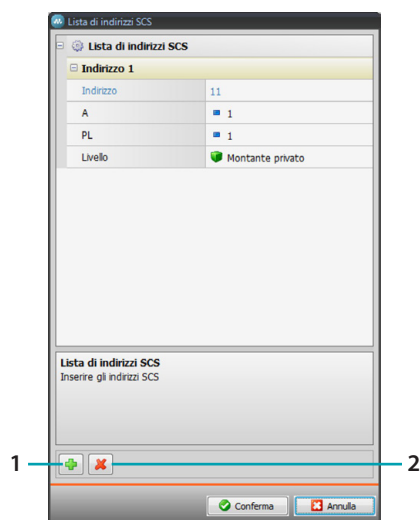 Lista di indirizzi SCS
Lista di indirizzi SCS
Indirizzo 1
Indirizzo 11
A 1
PL 1
Livello Montante privato
Lista di indirizzi SCS
Inserire gli indirizzi SCS
1 2
Conferma Annulla